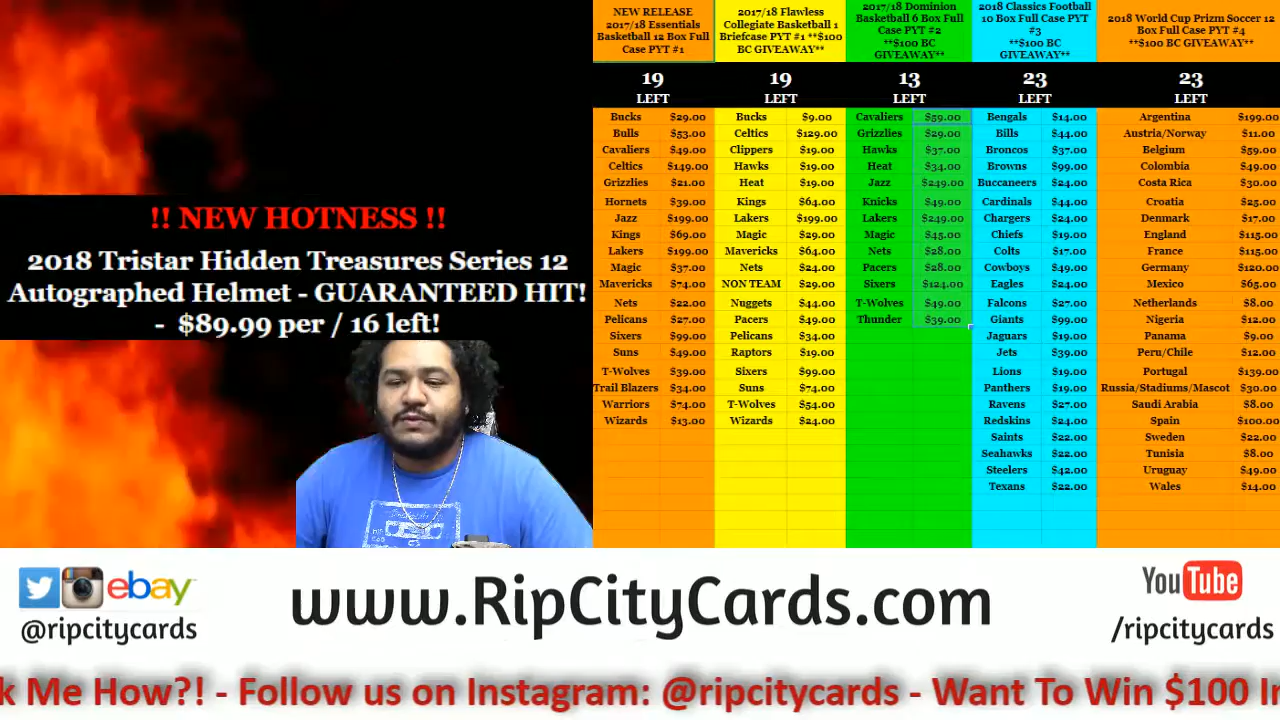 !! NEW HOTNESS !!
2018 Tristar Hidden Treasures Series 12
Autographed Helmet - GUARANTEED HIT!
- $89.99 per / 16 left!
NEW RELEASE
2017/18 Essentials
Basketball 12 Box Full
Case PYT #1
19
LEFT
Bucks $29.00
Bulls $53.00
Cavaliers $49.00
Celtics $149.00
Grizzlies $21.00
Hornets $39.00
Jazz $199.00
Kings $69.00
Lakers $199.00
Magic $37.00
Mavericks $74.00
Nets $22.00
Pelicans $27.00
Sixers $99.00
Suns $49.00
T-Wolves $39.00
Trail Blazers $34.00
Warriors $74.00
Wizards $13.00
2017/18 Flawless
Collegiate Basketball 1
Briefcase PYT #1 **$100
BC GIVEAWAY**
19
LEFT
Bucks $9.00
Celtics $129.00
Clippers $19.00
Hawks $19.00
Heat $19.00
Kings $64.00
Lakers $199.00
Magic $29.00
Mavericks $64.00
Nets $24.00
NON TEAM $29.00
Nuggets $44.00
Pacers $49.00
Pelicans $34.00
Raptors $19.00
Sixers $99.00
Suns $74.00
T-Wolves $54.00
Wizards $24.00
2017/18 Dominion
Basketball 6 Box Full
Case PYT #2
**$100 BC
GIVEAWAY**
13
LEFT
Cavaliers $59.00
Grizzlies $29.00
Hawks $37.00
Heat $34.00
Jazz $249.00
Knicks $49.00
Lakers $249.00
Magic $45.00
Nets $28.00
Pacers $28.00
Sixers $124.00
T-Wolves $49.00
Thunder $39.00
2018 Classics Football
10 Box Full Case PYT
#3
**$100 BC
GIVEAWAY**
23
LEFT
Bengals $14.00
Bills $44.00
Broncos $37.00
Browns $99.00
Buccaneers $24.00
Cardinals $44.00
Chargers $24.00
Chiefs $19.00
Colts $17.00
Cowboys $49.00
Eagles $24.00
Falcons $27.00
Giants $99.00
Jaguars $19.00
Jets $39.00
Lions $19.00
Panthers $19.00
Ravens $27.00
Redskins $24.00
Saints $22.00
Seahawks $22.00
Steelers $42.00
Texans $22.00
2018 World Cup Prizm Soccer 12
Box Full Case PYT #4
**$100 BC GIVEAWAY**
23
LEFT
Argentina $199.00
Austria/Norway $11.00
Belgium $59.00
Colombia $49.00
Costa Rica $30.00
Croatia $25.00
Denmark $17.00
England $115.00
France $115.00
Germany $120.00
Mexico $65.00
Netherlands $8.00
Nigeria $12.00
Panama $9.00
Peru/Chile $12.00
Portugal $139.00
Russia/Stadiums/Mascot $30.00
Saudi Arabia $8.00
Spain $100.00
Sweden $22.00
Tunisia $8.00
Uruguay $49.00
Wales $14.00
ebay
@ripcitycards
www.RipCityCards.com
YouTube
/ripcitycards
k Me How?! - Follow us on Instagram: @ripcitycards - Want To Win $100 In